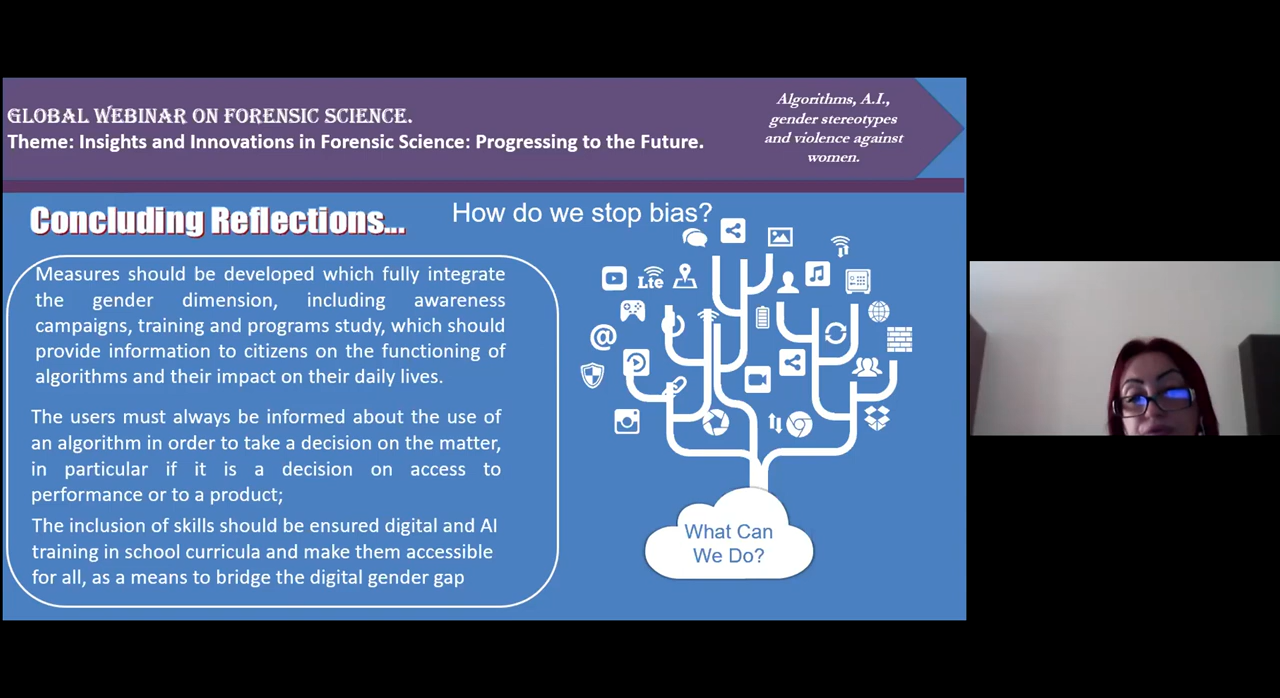 GLOBAL WEBINAR ON FORENSIC SCIENCE.
Theme: Insights and Innovations in Forensic Science: Progressing to the Future.
Algorithms, A.I.,
gender stereotypes
and violence against
women.
Concluding Reflections...
How do we stop bias?
Measures should be developed which fully integrate
the gender dimension, including awareness
campaigns, training and programs study, which should
provide information to citizens on the functioning of
algorithms and their impact on their daily lives.
The users must always be informed about the use of
an algorithm in order to take a decision on the matter,
in particular if it is a decision on access to
performance or to a product;
The inclusion of skills should be ensured digital and AI
training in school curricula and make them accessible
for all, as a means to bridge the digital gender gap
Lte
@
What Can
We Do?